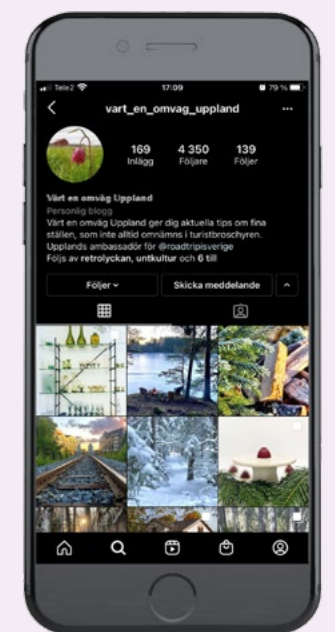 Tele2 17:09 79 %
vart_en_omvag_uppland
169 4 350 139
Inlägg Följare Följer
Värt en omväg Uppland
Personlig blogg
Värt en omväg Uppland ger dig aktuella tips om fina
ställen, som inte alltid omnämns i turistbroschyren.
Upplands ambassadör för @roadtripisverige
Följs av retrolyckan, untkultur och 6 till
Följer Skicka meddelande